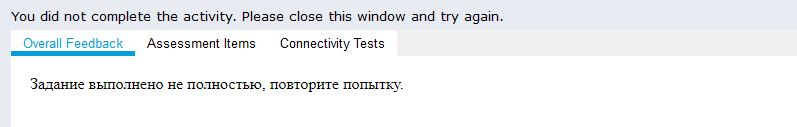 You did not complete the activity. Please close this window and try again.
Overall Feedback Assessment Items Connectivity Tests
Задание выполнено не полностью, повторите попытку.